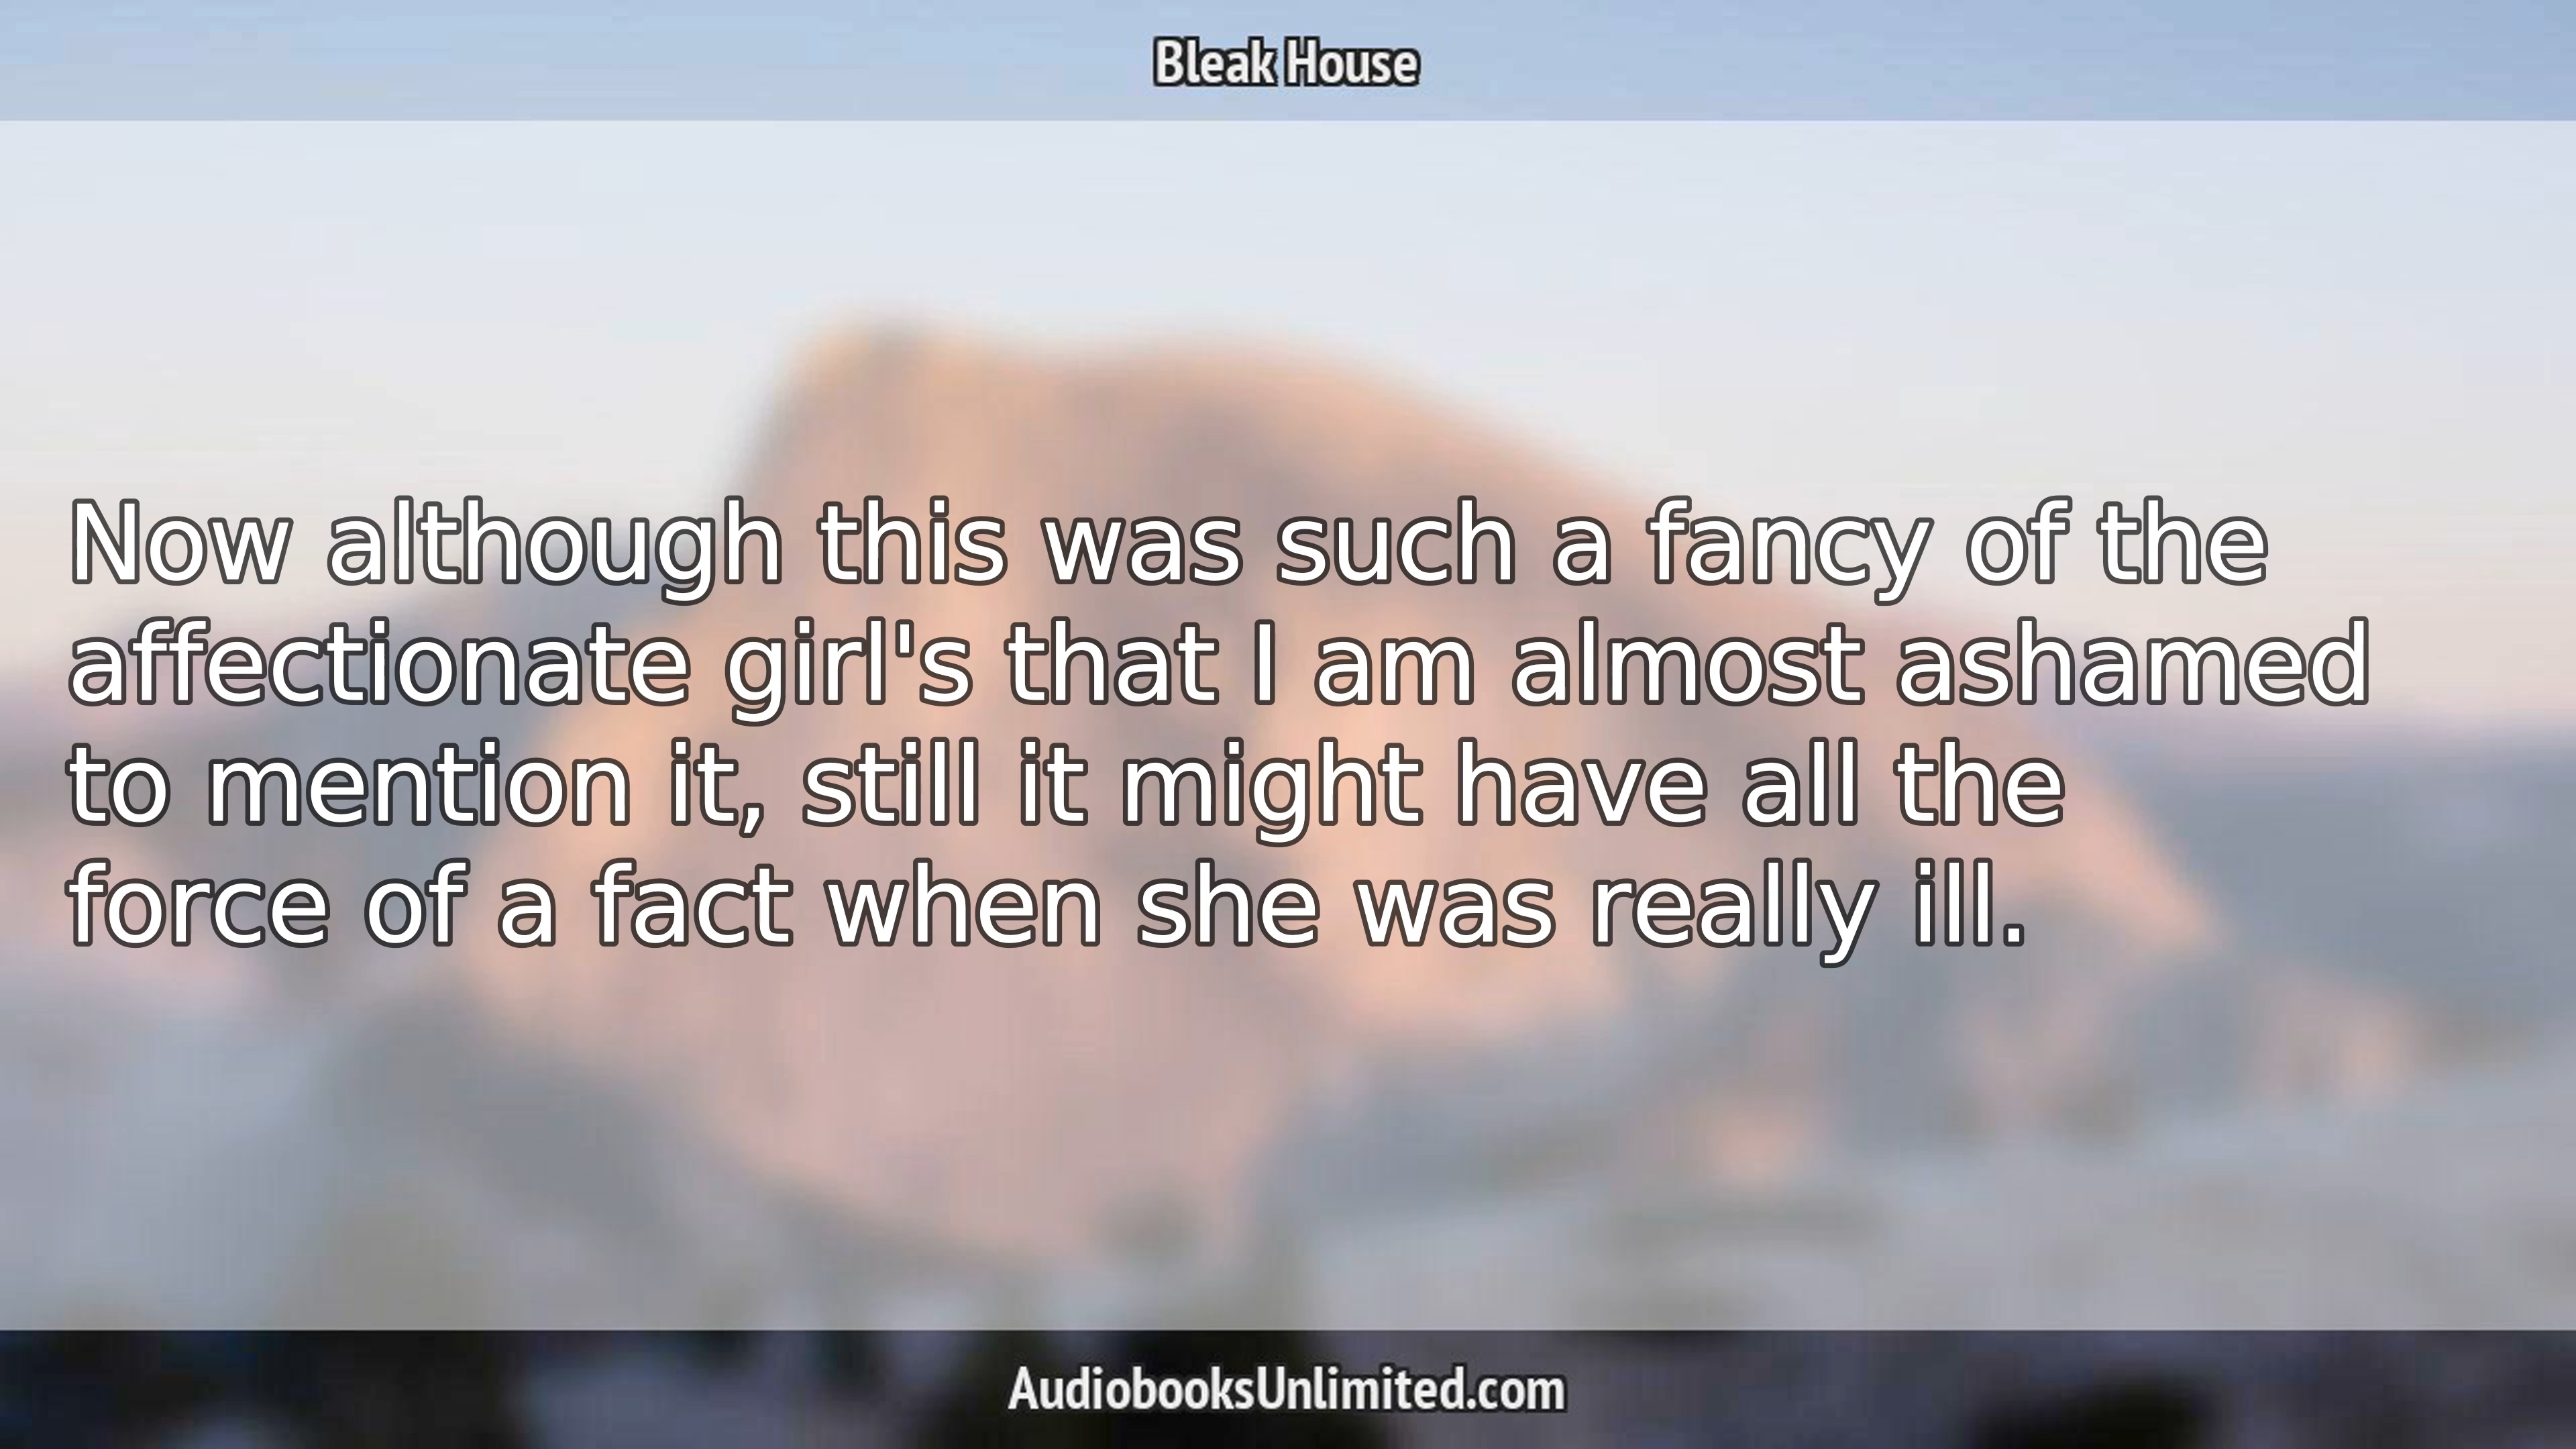 Bleak House
Now although this was such a fancy of the
affectionate girl's that I am almost ashamed
to mention it, still it might have all the
force of a fact when she was really ill.
AudiobooksUnlimited.com